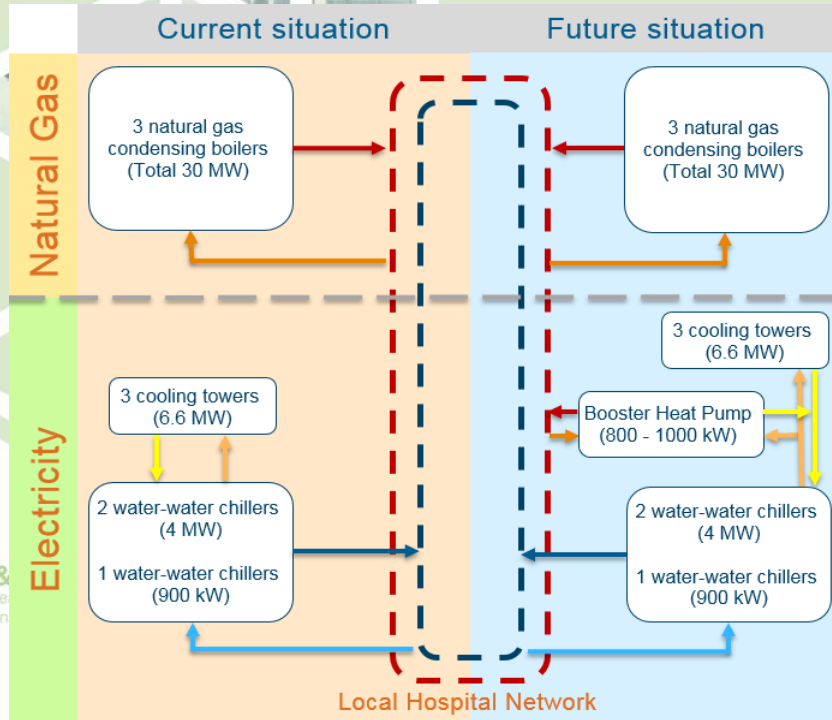 Current situation
Future situation
Natural Gas
3 natural gas
condensing boilers
(Total 30 MW)
3 natural gas
condensing boilers
(Total 30 MW)
Electricity
3 cooling towers
(6.6 MW)
3 cooling towers
(6.6 MW)
Booster Heat Pump
(800 - 1000 kW)
2 water-water chillers
(4 MW)
1 water-water chillers
(900 kW)
2 water-water chillers
(4 MW)
1 water-water chillers
(900 kW)
Local Hospital Network